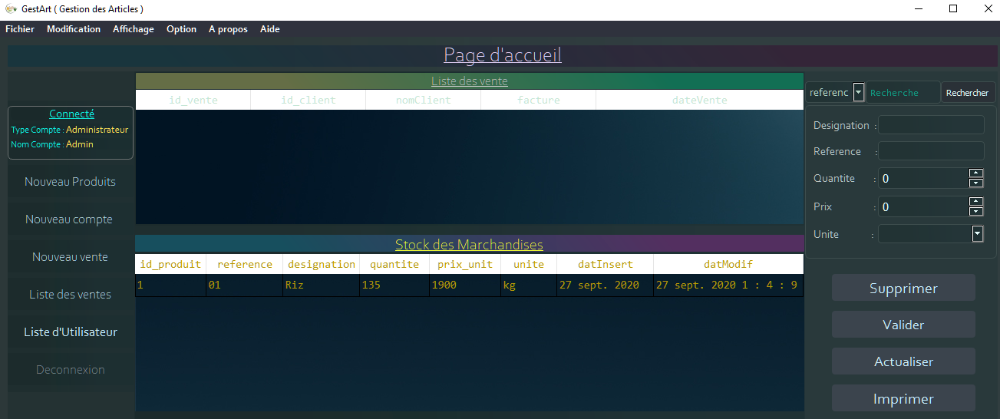 GestArt ( Gestion des Articles )
Fichier Modification Affichage Option A propos Aide
Page d'accueil
Connecté
Type Compte : Administrateur
Nom Compte : Admin
Nouveau Produits
Nouveau compte
Nouveau vente
Liste des ventes
Liste d'Utilisateur
Deconnexion
Liste des vente
id_vente id_client nomClient facture dateVente
Stock des Marchandises
id_produit reference designation quantite prix_unit unite datInsert datModif
1 01 Riz 135 1900 kg 27 sept. 2020 27 sept. 2020 1 : 4 : 9
referenc Recherche Rechercher
Designation :
Reference :
Quantite : 0
Prix : 0
Unite :
Supprimer
Valider
Actualiser
Imprimer